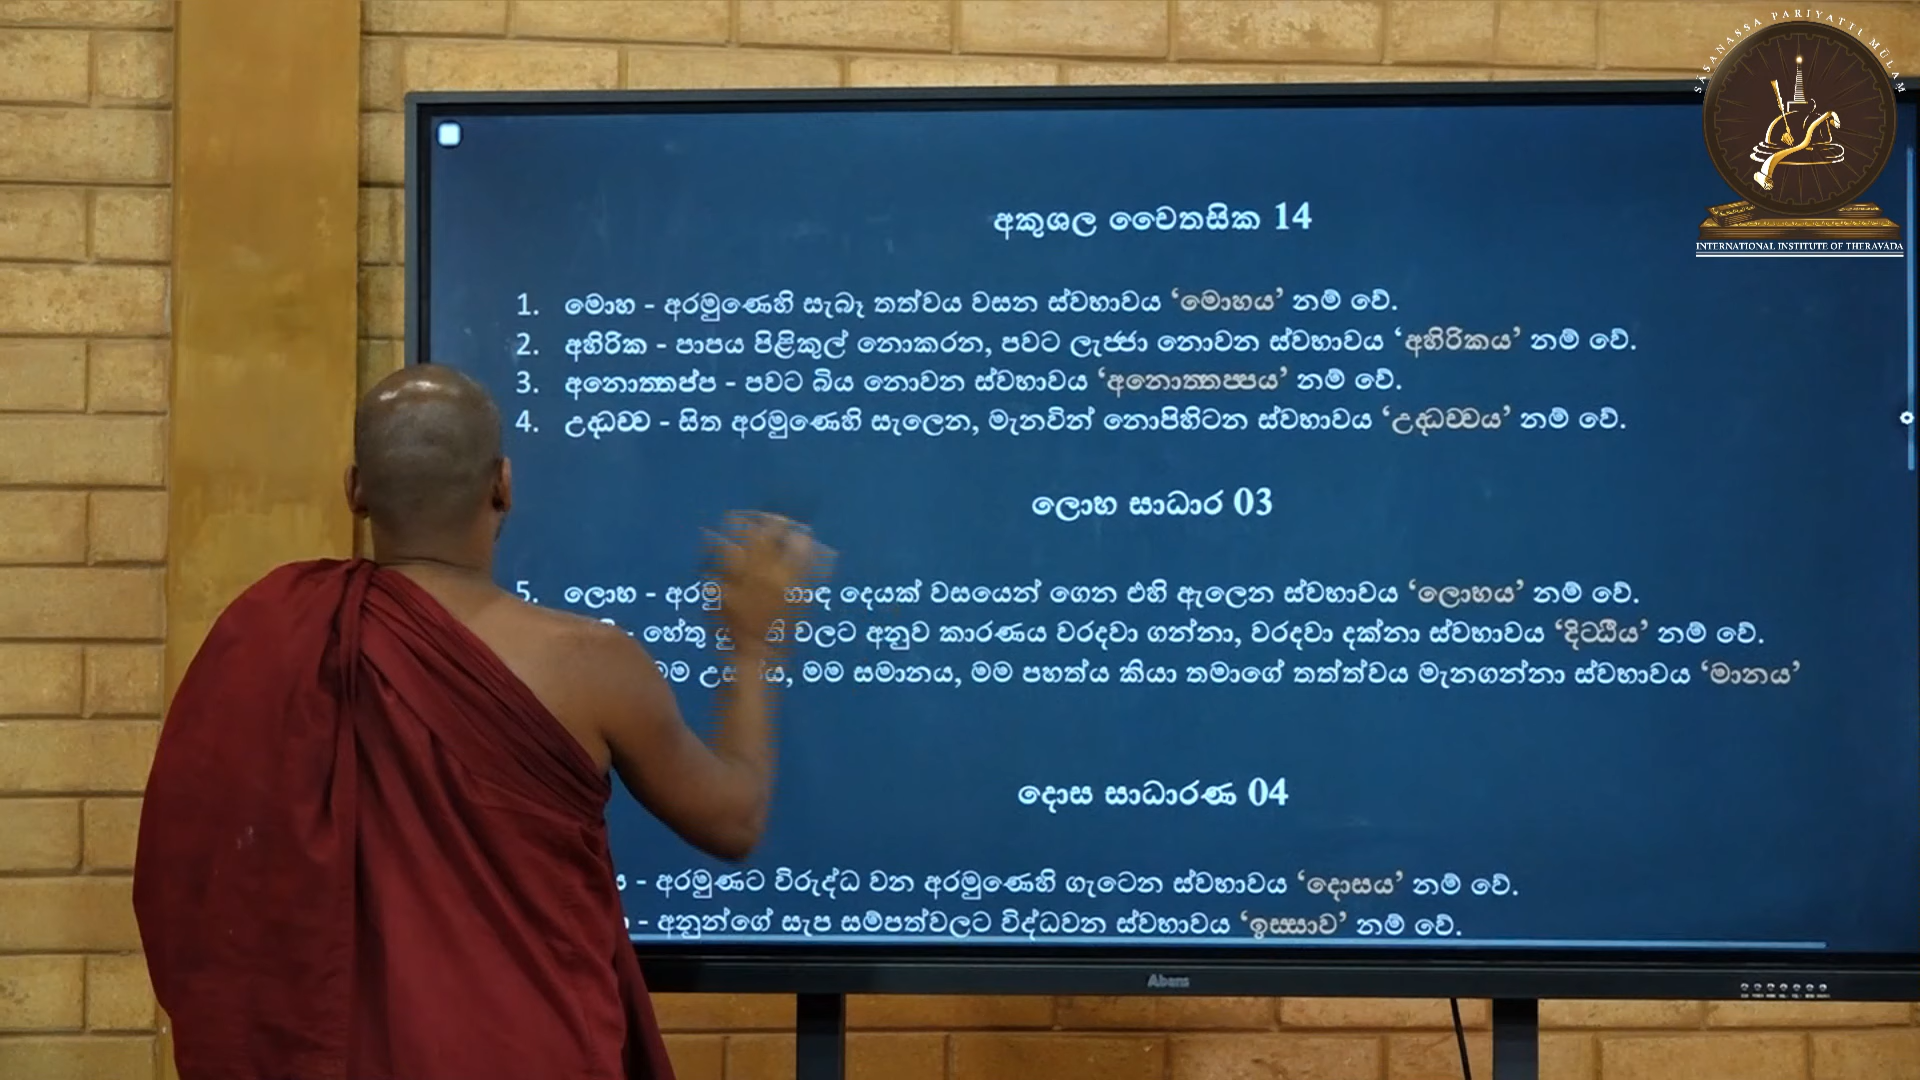 SĀSANASSA PARIYATTI MŪLAM
INTERNATIONAL INSTITUTE OF THERAVĀDA
අකුශල චෛතසික 14
1. මොහ - අරමුණෙහි සැබෑ තත්වය වසන ස්වභාවය ‘මොහය’ නම් වේ.
2. අහිරික - පාපය පිළිකුල් නොකරන, පවට ලැජ්ජා නොවන ස්වභාවය ‘අහිරිකය’ නම් වේ.
3. අනොත්තප්ප - පවට බිය නොවන ස්වභාවය ‘අනොත්තප්පය’ නම් වේ.
4. උද්ධච්ච - සිත අරමුණෙහි සැලෙන, මැනවින් නොපිහිටන ස්වභාවය ‘උද්ධච්චය’ නම් වේ.
ලොභ සාධාර 03
5. ලොභ - දෙයක් වසයෙන් ගෙන එහි ඇලෙන ස්වභාවය ‘ලොභය’ නම් වේ.
- හේතු වලට අනුව කාරණය වරදවා ගන්නා, වරදවා දක්නා ස්වභාවය ‘දිට්ඨිය’ නම් වේ.
මම සමානය, මම පහත්ය කියා තමාගේ තත්ත්වය මැනගන්නා ස්වභාවය ‘මානය’
දොස සාධාරණ 04
- අරමුණට විරුද්ධ වන අරමුණෙහි ගැටෙන ස්වභාවය ‘දොසය’ නම් වේ.
- අනුන්ගේ සැප සම්පත්වලට විද්ධවන ස්වභාවය ‘ඉස්සාව’ නම් වේ.
Abans